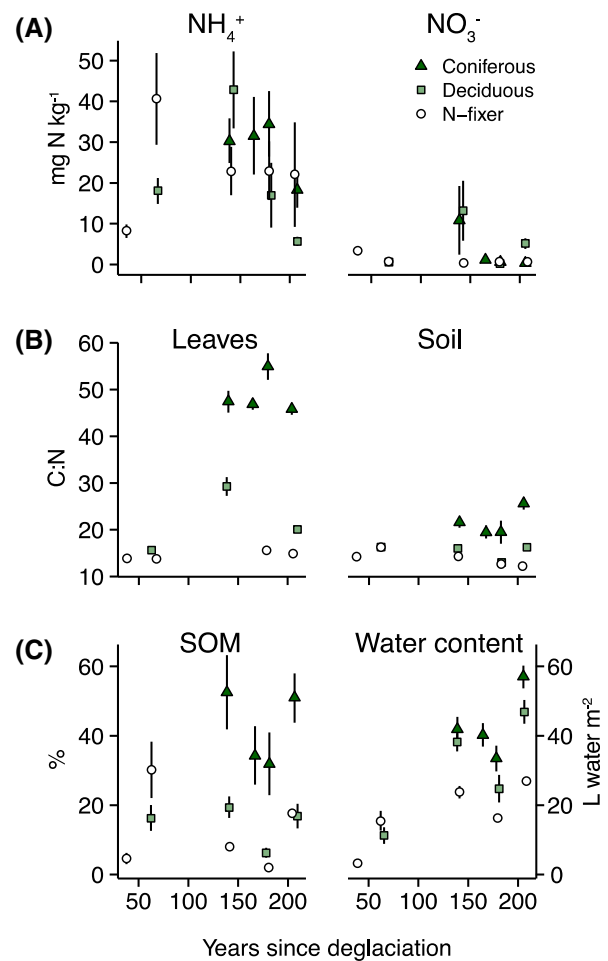 (A)
NH₄⁺
NO₃⁻
50
40
30
20
10
0
mg N kg⁻¹
Coniferous
Deciduous
N−fixer
(B)
Leaves
Soil
60
50
40
30
20
10
C:N
(C)
SOM
Water content
60
40
20
0
%
60
40
20
0
L water m⁻²
50 100 150 200
50 100 150 200
Years since deglaciation